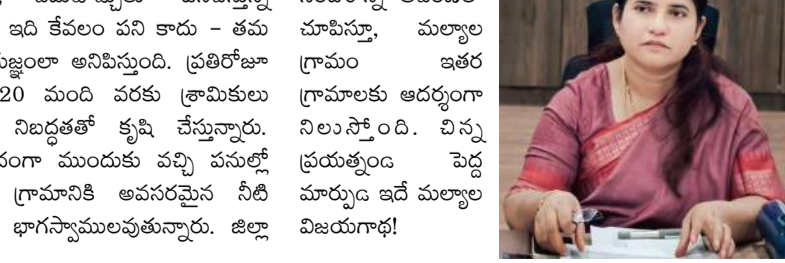 ఇది కేవలం పని కాదు – తమ
అనిపిస్తుంది. ప్రతిరోజూ
20 మంది వరకు శ్రామికులు
నిబద్ధతతో కృషి చేస్తున్నారు.
ముందుకు వచ్చి పనుల్లో
గ్రామానికి అవసరమైన నీటి
భాగస్వాములవుతున్నారు. జిల్లా
చూపిస్తూ, మల్యాల
గ్రామం ఇతర
గ్రామాలకు ఆదర్శంగా
నిలుస్తోంది. చిన్న
ప్రయత్నం​డ పెద్ద
మార్పుడ ఇదే మల్యాల
విజయగాథ!